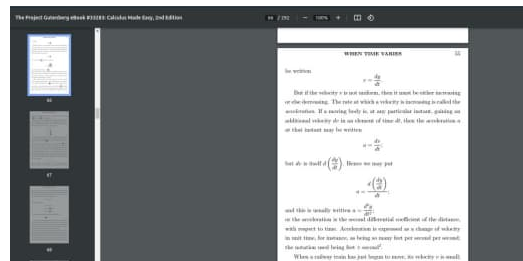 The Project Gutenberg eBook #33283: Calculus Made Easy, 2nd Edition
66 / 292
100%
WHEN TIME VARIES
be written
v = dy/dt.
But if the velocity v is not uniform, then it must be either increasing
or else decreasing. The rate at which a velocity is increasing is called the
acceleration. If a moving body is, at any particular instant, gaining an
additional velocity dv in an element of time dt, then the acceleration a
at that instant may be written
a = dv/dt;
but dv is itself d(dy/dt). Hence we may put
a = d(dy/dt)/dt;
and this is usually written a = d²y/dt²;
or the acceleration is the second differential coefficient of the distance,
with respect to time. Acceleration is expressed as a change of velocity
in unit time, for instance, as being so many feet per second per second;
the notation used being feet ÷ second².
When a railway train has just begun to move, its velocity v is small;
66
67
68